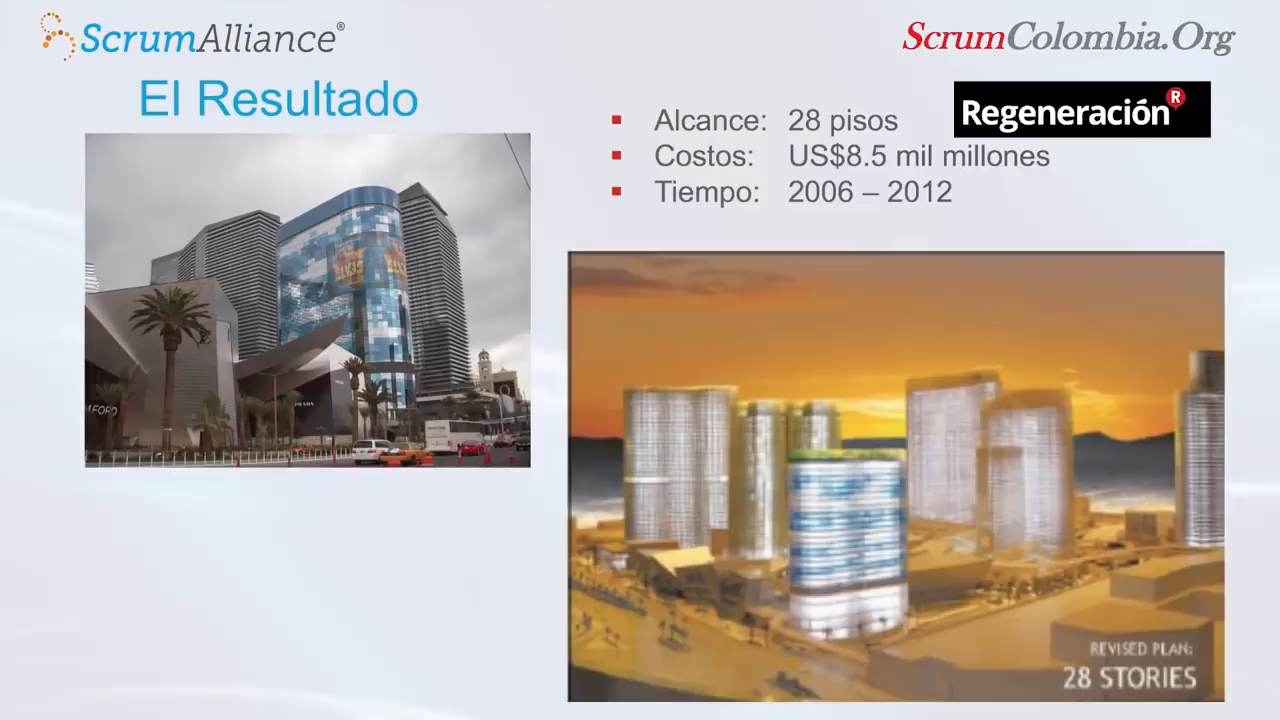 ScrumAlliance®
ScrumColombia.Org
El Resultado
Regeneración R
Alcance: 28 pisos
Costos: US$8.5 mil millones
Tiempo: 2006 – 2012
REVISED PLAN:
28 STORIES